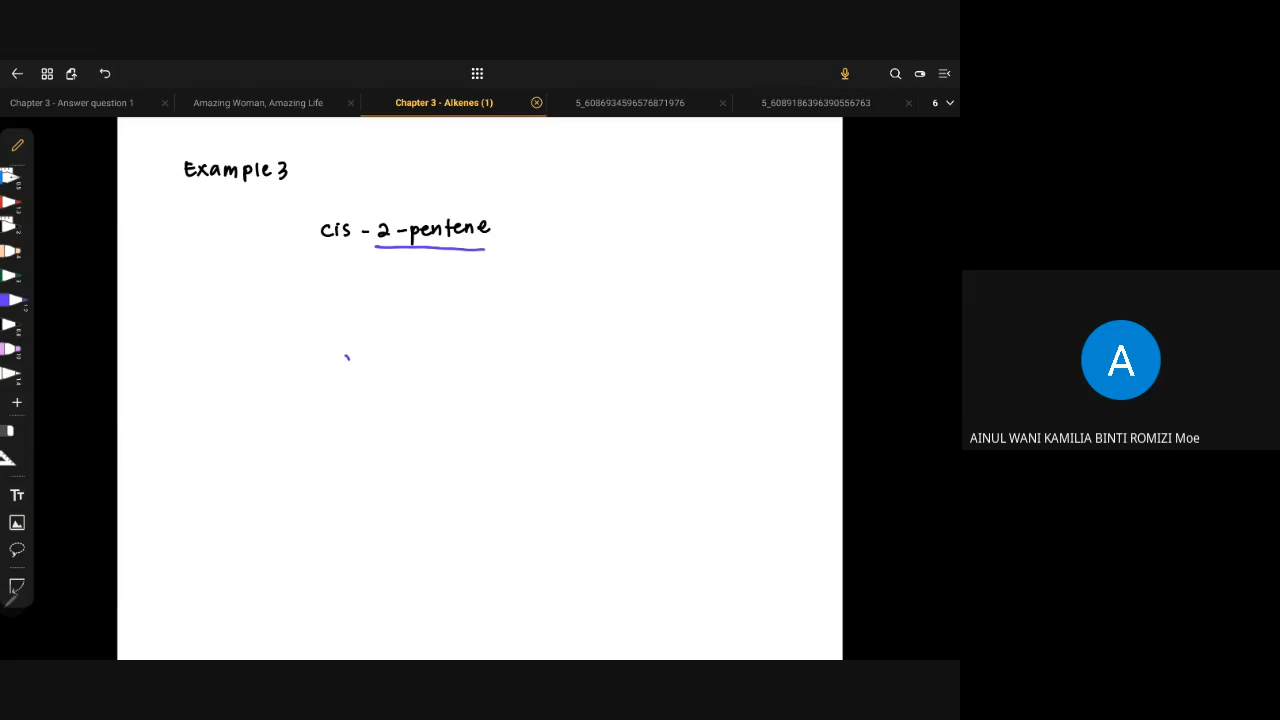 Chapter 3 - Answer question 1
Amazing Woman, Amazing Life
Chapter 3 - Alkenes (1)
5_6086934596576871976
5_6089186396390556763
6
Example 3
cis - 2 - pentene
Tт
A
AINUL WANI KAMILIA BINTI ROMIZI Moe